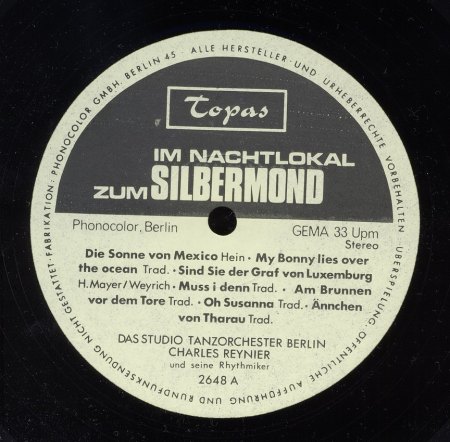 FABRIKATION: PHONOCOLOR GMBH, BERLIN 45 · ALLE HERSTELLER- UND URHEBERRECHTE VORBEHALTEN ÜBERSPIELUNG, ÖFFENTLICHE AUFFÜHRUNG UND RUNDFUNKSENDUNG NICHT GESTATTET-
Topas
IM NACHTLOKAL
ZUM SILBERMOND
Phonocolor, Berlin
GEMA 33 Upm
Stereo
Die Sonne von Mexico Hein · My Bonny lies over
the ocean Trad. · Sind Sie der Graf von Luxemburg
H. Mayer/Weyrich · Muss i denn Trad. · Am Brunnen
vor dem Tore Trad. · Oh Susanna Trad. · Ännchen
von Tharau Trad.
DAS STUDIO TANZORCHESTER BERLIN
CHARLES REYNIER
und seine Rhythmiker
2648 A